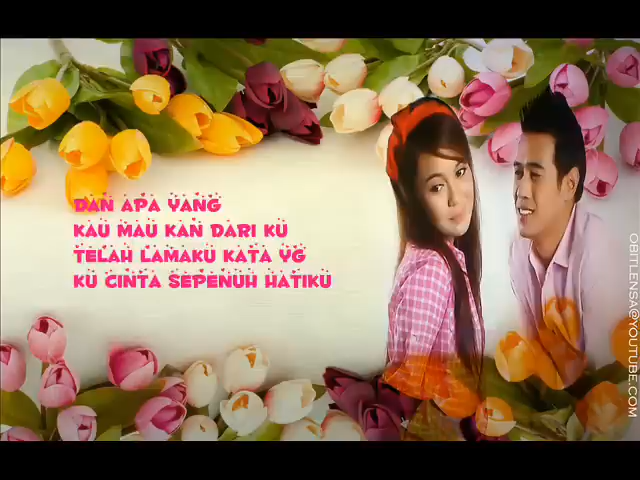 DAN APA YANG
KAU MAU KAN DARI KU
TELAH LAMAKU KATA YG
KU CINTA SEPENUH HATIKU
OBITLENSA@YOUTUBE.COM